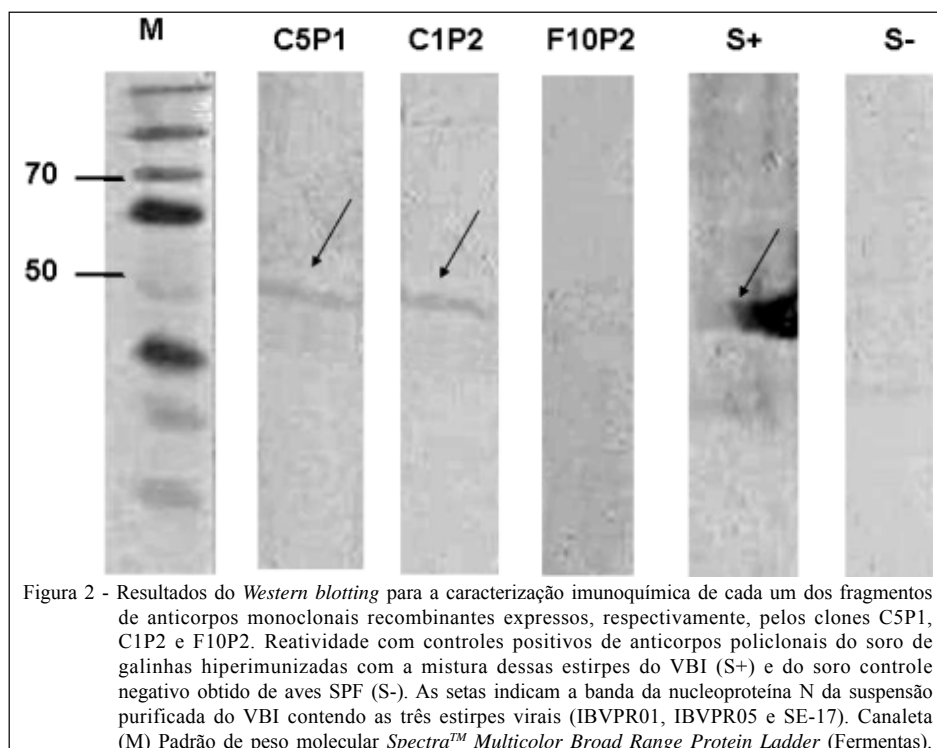 M
C5P1
C1P2
F10P2
S+
S-
70
50
Figura 2 - Resultados do Western blotting para a caracterização imunoquímica de cada um dos fragmentos
de anticorpos monoclonais recombinantes expressos, respectivamente, pelos clones C5P1,
C1P2 e F10P2. Reatividade com controles positivos de anticorpos policlonais do soro de
galinhas hiperimunizadas com a mistura dessas estirpes do VBI (S+) e do soro controle
negativo obtido de aves SPF (S-). As setas indicam a banda da nucleoproteína N da suspensão
purificada do VBI contendo as três estirpes virais (IBVPR01, IBVPR05 e SE-17). Canaleta
(M) Padrão de peso molecular Spectra™ Multicolor Broad Range Protein Ladder (Fermentas).